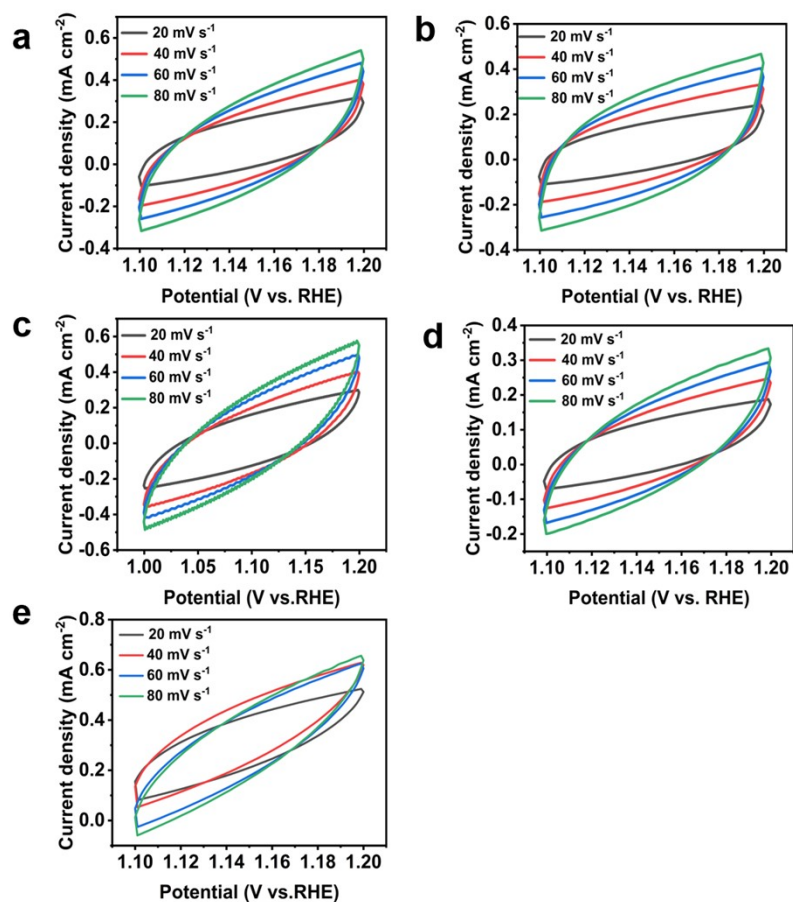 a
20 mV s⁻¹
40 mV s⁻¹
60 mV s⁻¹
80 mV s⁻¹
0.6
0.4
0.2
0.0
-0.2
-0.4
Current density (mA cm⁻²)
1.10 1.12 1.14 1.16 1.18 1.20
Potential (V vs. RHE)
b
20 mV s⁻¹
40 mV s⁻¹
60 mV s⁻¹
80 mV s⁻¹
0.6
0.4
0.2
0.0
-0.2
-0.4
Current density (mA cm⁻²)
1.10 1.12 1.14 1.16 1.18 1.20
Potential (V vs. RHE)
c
20 mV s⁻¹
40 mV s⁻¹
60 mV s⁻¹
80 mV s⁻¹
0.6
0.4
0.2
0.0
-0.2
-0.4
-0.6
Current density (mA cm⁻²)
1.00 1.05 1.10 1.15 1.20
Potential (V vs.RHE)
d
20 mV s⁻¹
40 mV s⁻¹
60 mV s⁻¹
80 mV s⁻¹
0.4
0.3
0.2
0.1
0.0
-0.1
-0.2
Current density (mA cm⁻²)
1.10 1.12 1.14 1.16 1.18 1.20
Potential (V vs. RHE)
e
20 mV s⁻¹
40 mV s⁻¹
60 mV s⁻¹
80 mV s⁻¹
0.8
0.6
0.4
0.2
0.0
Current density (mA cm⁻²)
1.10 1.12 1.14 1.16 1.18 1.20
Potential (V vs.RHE)